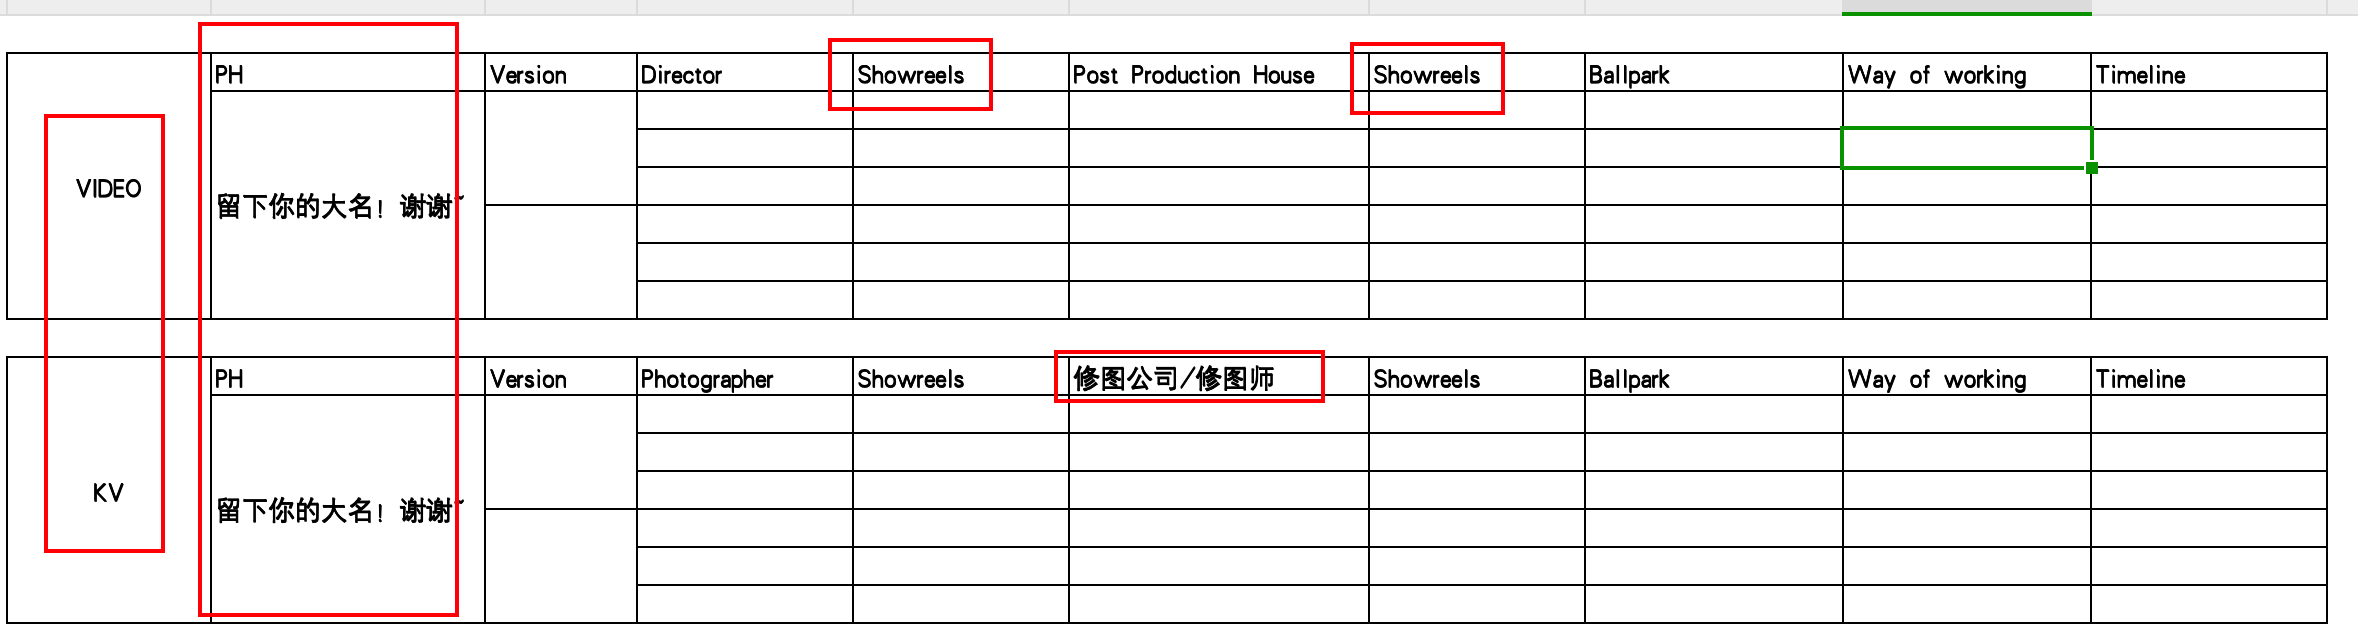 PH Version Director Showreels Post Production House Showreels Ballpark Way of working Timeline
VIDEO
留下你的大名！谢谢~
PH Version Photographer Showreels 修图公司/修图师 Showreels Ballpark Way of working Timeline
KV
留下你的大名！谢谢~